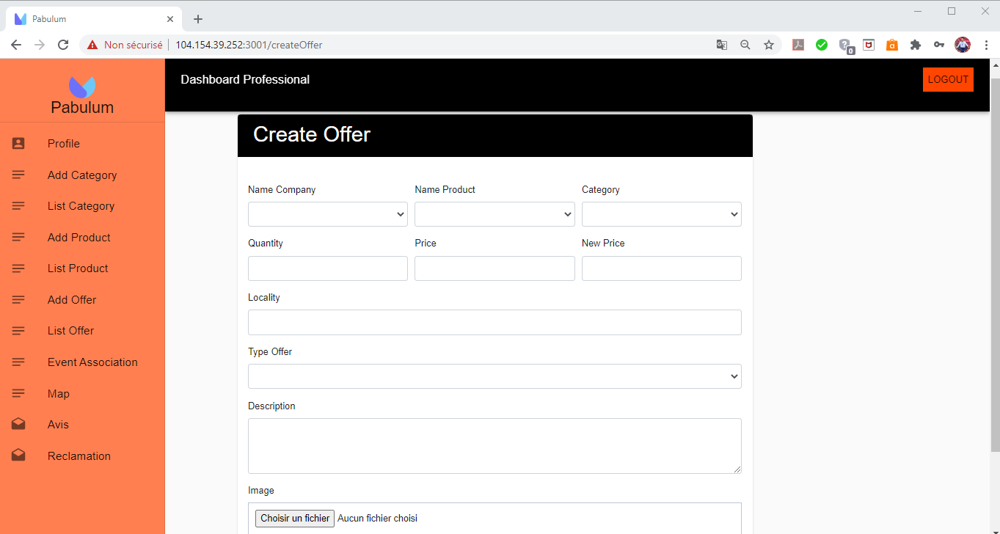 Pabulum
Non sécurisé 104.154.39.252:3001/createOffer
0
a
Pabulum
Dashboard Professional
LOGOUT
Profile
Add Category
List Category
Add Product
List Product
Add Offer
List Offer
Event Association
Map
Avis
Reclamation
Create Offer
Name Company Name Product Category
Quantity Price New Price
Locality
Type Offer
Description
Image
Choisir un fichier Aucun fichier choisi